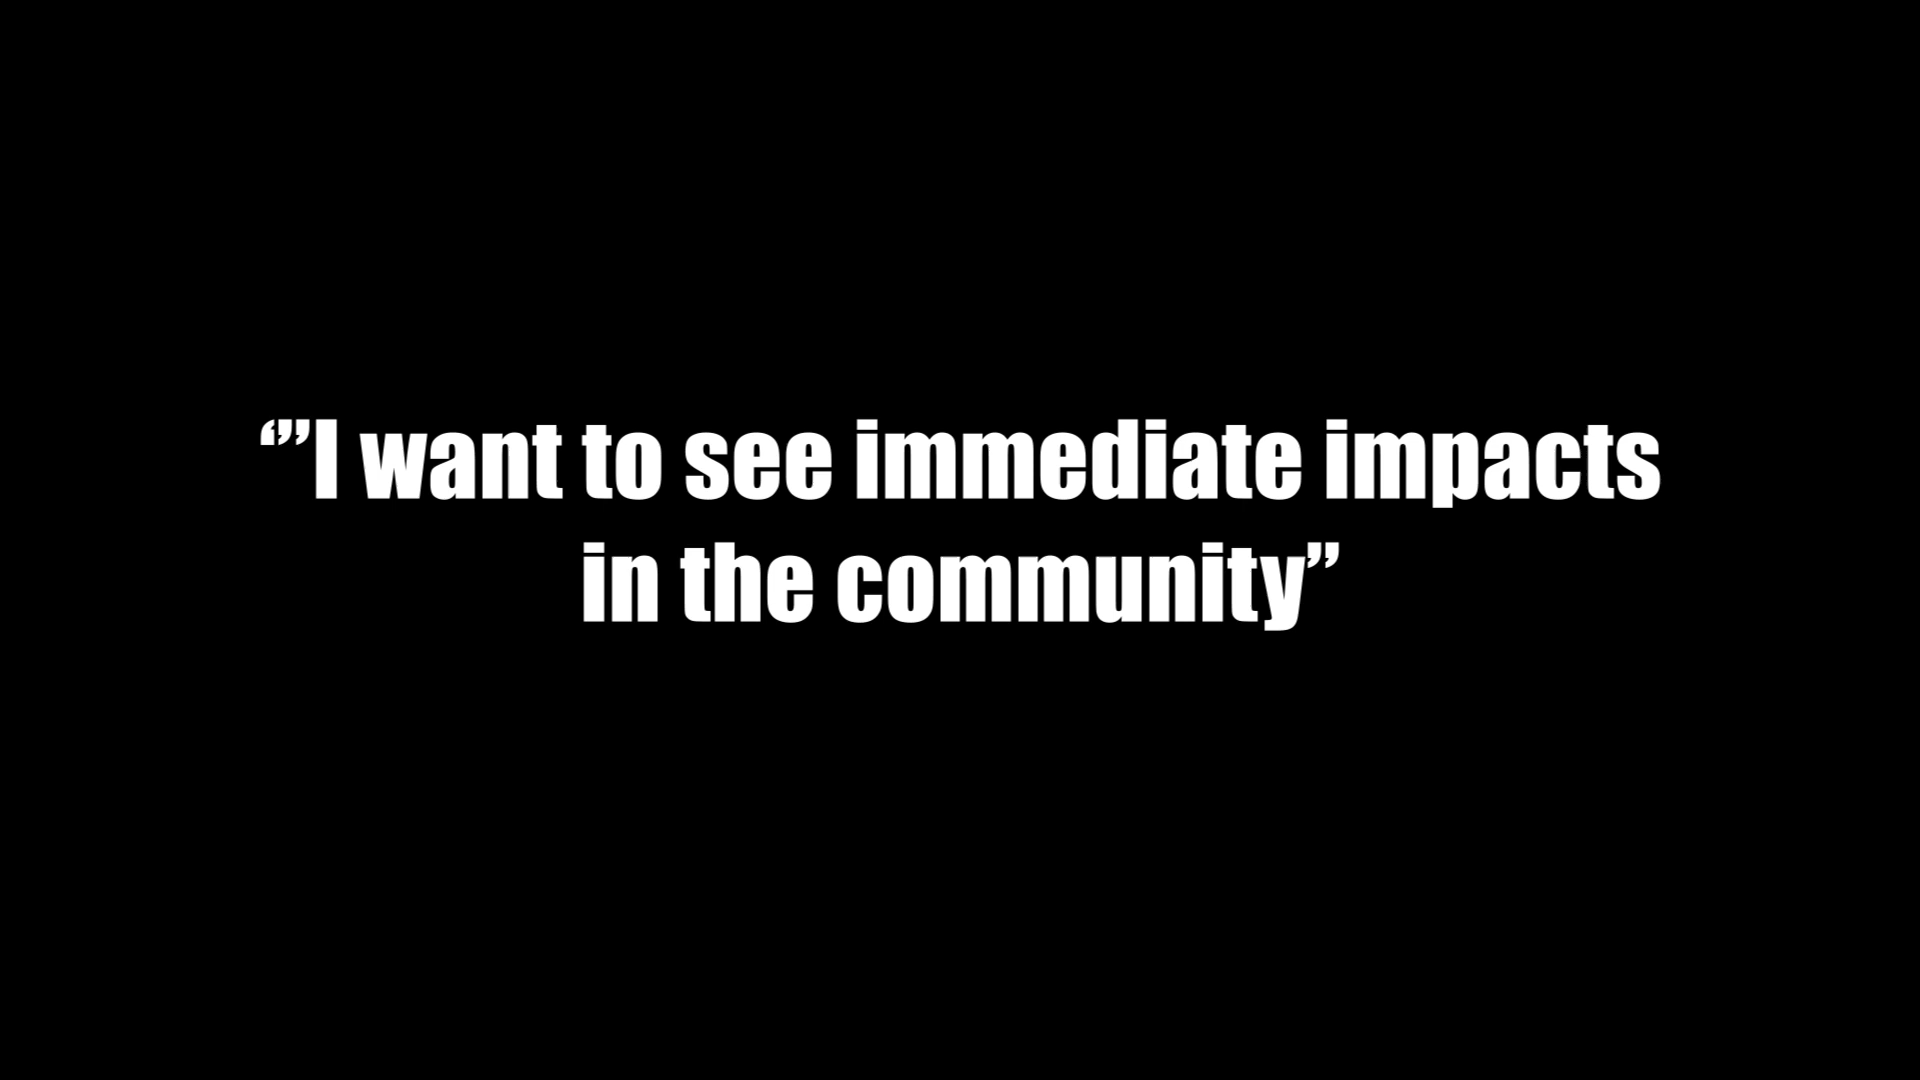 ‘”I want to see immediate impacts
in the community”